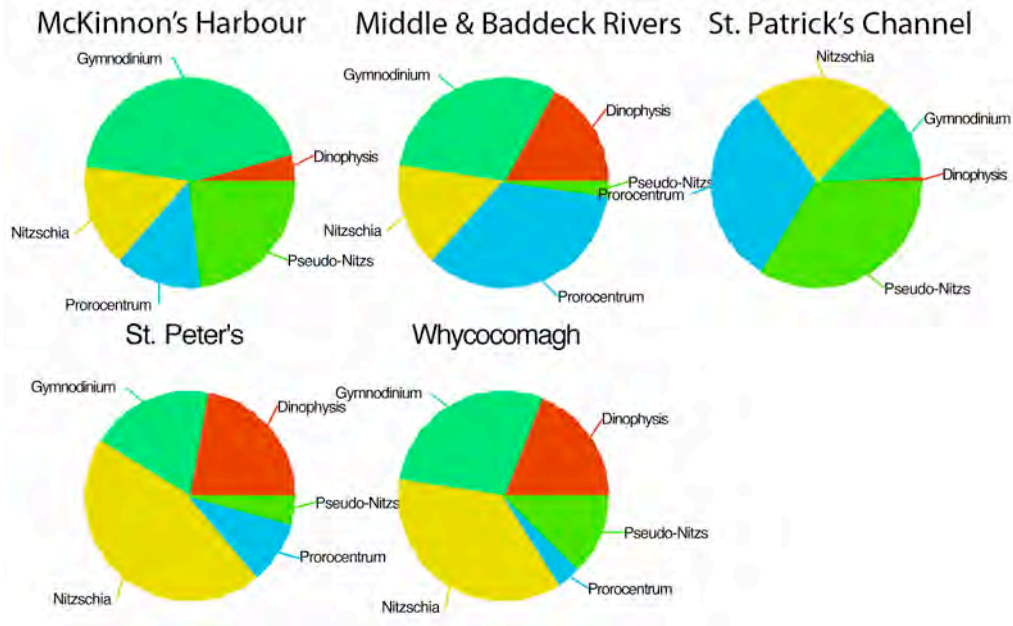 McKinnon's Harbour
Middle & Baddeck Rivers
St. Patrick's Channel
Gymnodinium
Dinophysis
Nitzschia
Pseudo-Nitzs
Prorocentrum
Gymnodinium
Dinophysis
Pseudo-Nitzs
Nitzschia
Prorocentrum
Nitzschia
Gymnodinium
Dinophysis
Prorocentrum
Pseudo-Nitzs
St. Peter's
Whycocomagh
Gymnodinium
Dinophysis
Pseudo-Nitzs
Prorocentrum
Nitzschia
Gymnodinium
Dinophysis
Pseudo-Nitzs
Prorocentrum
Nitzschia